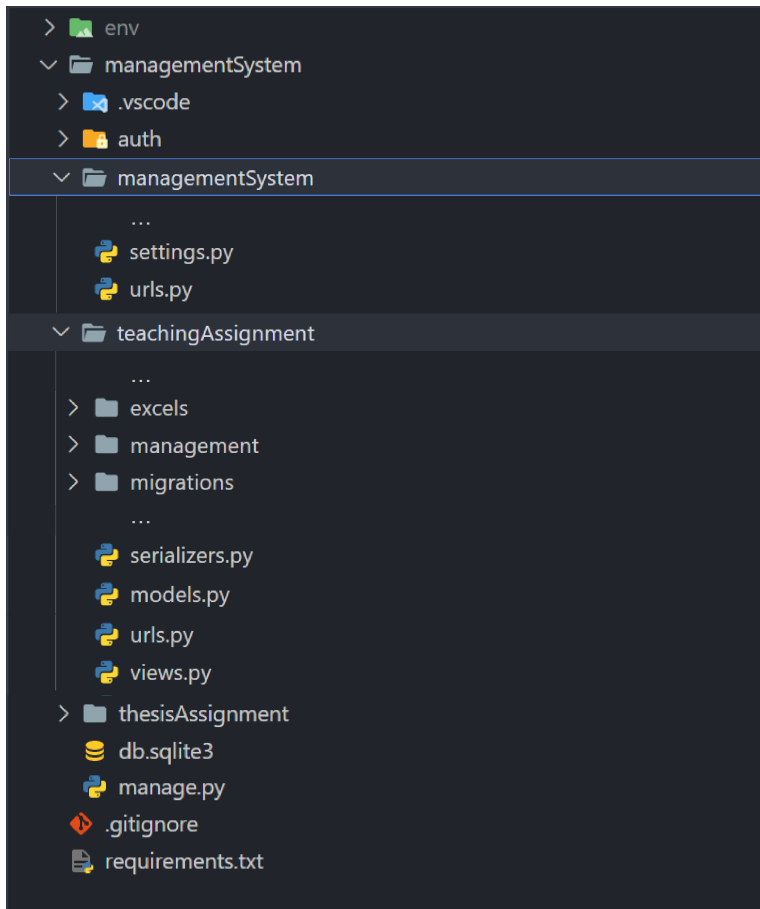 env
managementSystem
.vscode
auth
managementSystem
...
settings.py
urls.py
teachingAssignment
...
excels
management
migrations
...
serializers.py
models.py
urls.py
views.py
thesisAssignment
db.sqlite3
manage.py
.gitignore
requirements.txt